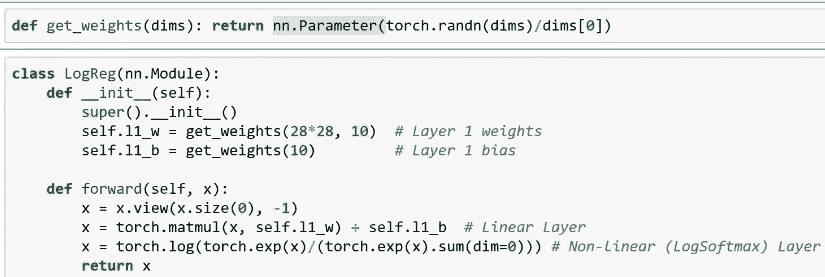 def get_weights(dims): return nn.Parameter(torch.randn(dims)/dims[0])
class LogReg(nn.Module):
    def __init__(self):
        super().__init__()
        self.l1_w = get_weights(28*28, 10)  # Layer 1 weights
        self.l1_b = get_weights(10)         # Layer 1 bias
    def forward(self, x):
        x = x.view(x.size(0), -1)
        x = torch.matmul(x, self.l1_w) + self.l1_b  # Linear Layer
        x = torch.log(torch.exp(x)/(torch.exp(x).sum(dim=0))) # Non-Linear (LogSoftmax) Layer
        return x